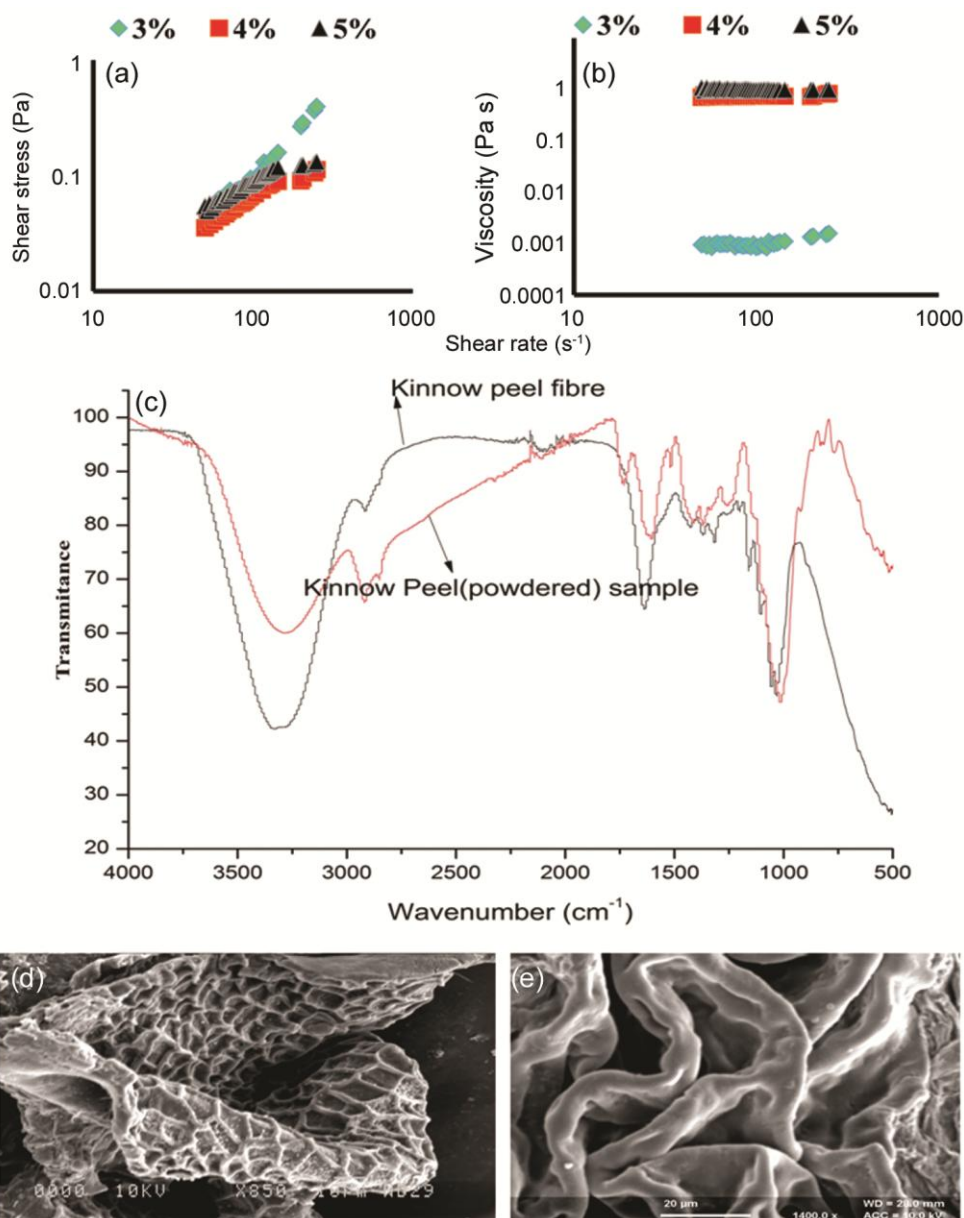 3% 4% 5%
3% 4% 5%
(a)
Shear stress (Pa)
1
0.1
0.01
10 100 1000
(b)
Viscosity (Pa s)
1
0.1
0.01
0.001
0.0001
10 100 1000
Shear rate (s-1)
(c)
Kinnow peel fibre
Kinnow Peel(powdered) sample
Transmitance
100
90
80
70
60
50
40
30
20
4000 3500 3000 2500 2000 1500 1000 500
Wavenumber (cm-1)
(d)
0000 10KV X850
(e)
20 µm
1400.0 x